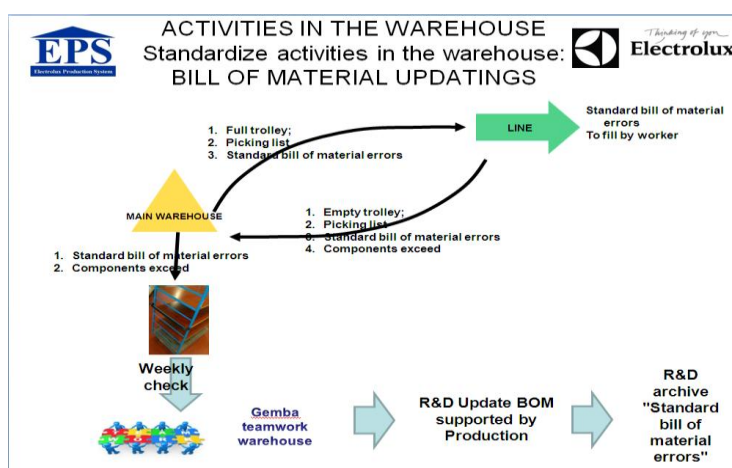 EPS
Electrolux Production System
ACTIVITIES IN THE WAREHOUSE
Standardize activities in the warehouse:
BILL OF MATERIAL UPDATINGS
Thinking of you
Electrolux
1. Full trolley;
2. Picking list
3. Standard bill of material errors
LINE
Standard bill of material
errors
To fill by worker
MAIN WAREHOUSE
1. Empty trolley;
2. Picking list
3. Standard bill of material errors
4. Components exceed
1. Standard bill of material errors
2. Components exceed
Weekly
check
Gemba
teamwork
warehouse
R&D Update BOM
supported by
Production
R&D
archive
"Standard
bill of
material
errors"